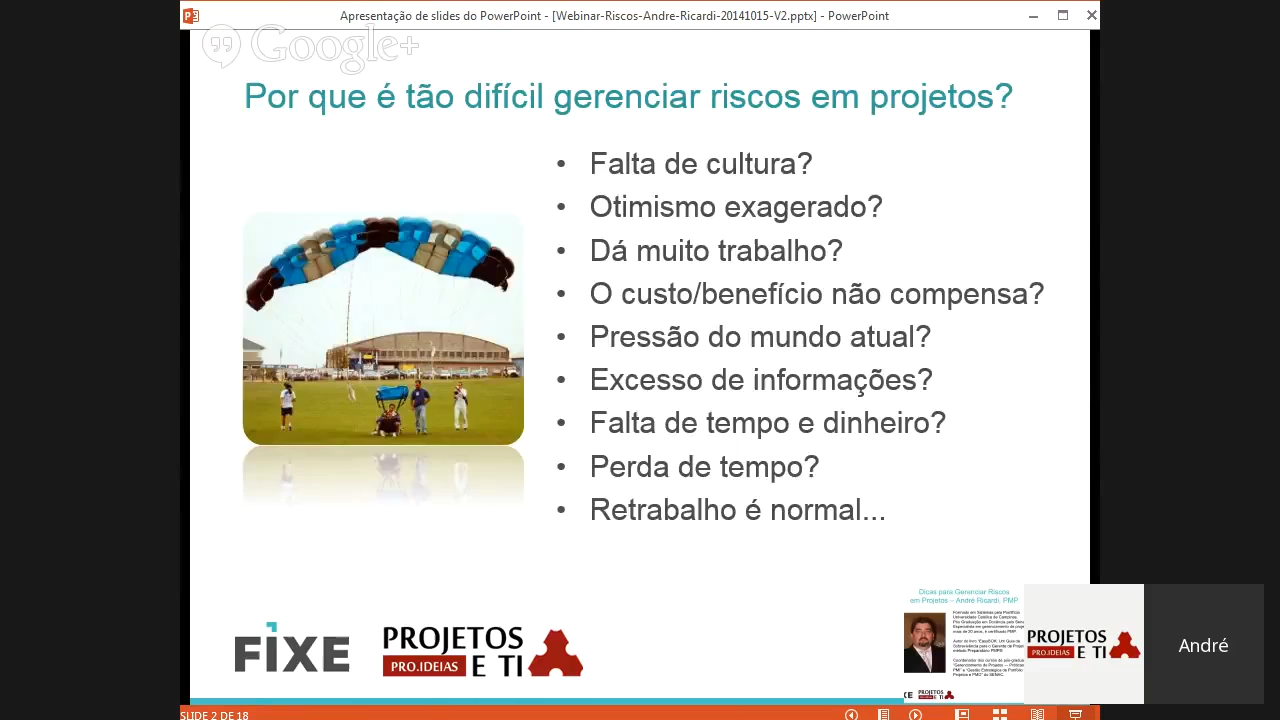 Apresentação de slides do PowerPoint - [Webinar-Riscos-Andre-Ricardi-20141015-V2.pptx] - PowerPoint
Google+
Por que é tão difícil gerenciar riscos em projetos?
• Falta de cultura?
• Otimismo exagerado?
• Dá muito trabalho?
• O custo/benefício não compensa?
• Pressão do mundo atual?
• Excesso de informações?
• Falta de tempo e dinheiro?
• Perda de tempo?
• Retrabalho é normal...
FIXE
PROJETOS
PRO.IDEIAS E TI
Dicas para Gerenciar Riscos
em Projetos – André Ricardi, PMP
PROJETOS
PRO.IDEIAS E TI
André
SLIDE 2 DE 18